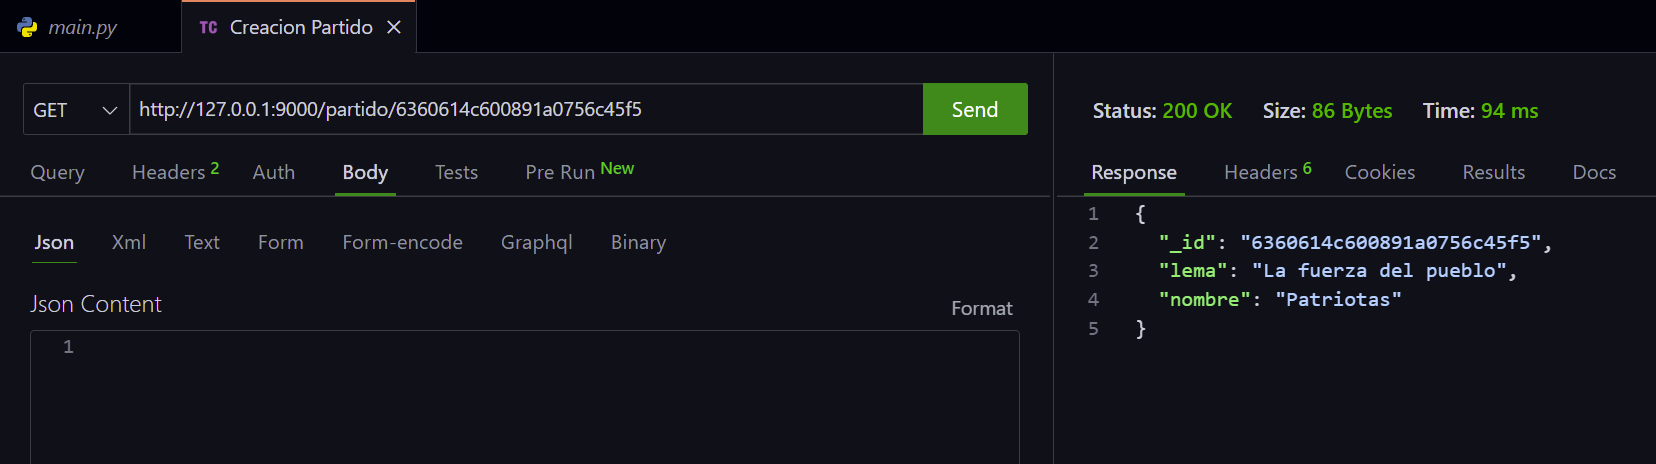 main.py
TC Creacion Partido
GET http://127.0.0.1:9000/partido/6360614c600891a0756c45f5 Send
Query Headers 2 Auth Body Tests Pre Run New
Json Xml Text Form Form-encode Graphql Binary
Json Content
Format
1
Status: 200 OK Size: 86 Bytes Time: 94 ms
Response Headers 6 Cookies Results Docs
1 {
2 "_id": "6360614c600891a0756c45f5",
3 "lema": "La fuerza del pueblo",
4 "nombre": "Patriotas"
5 }